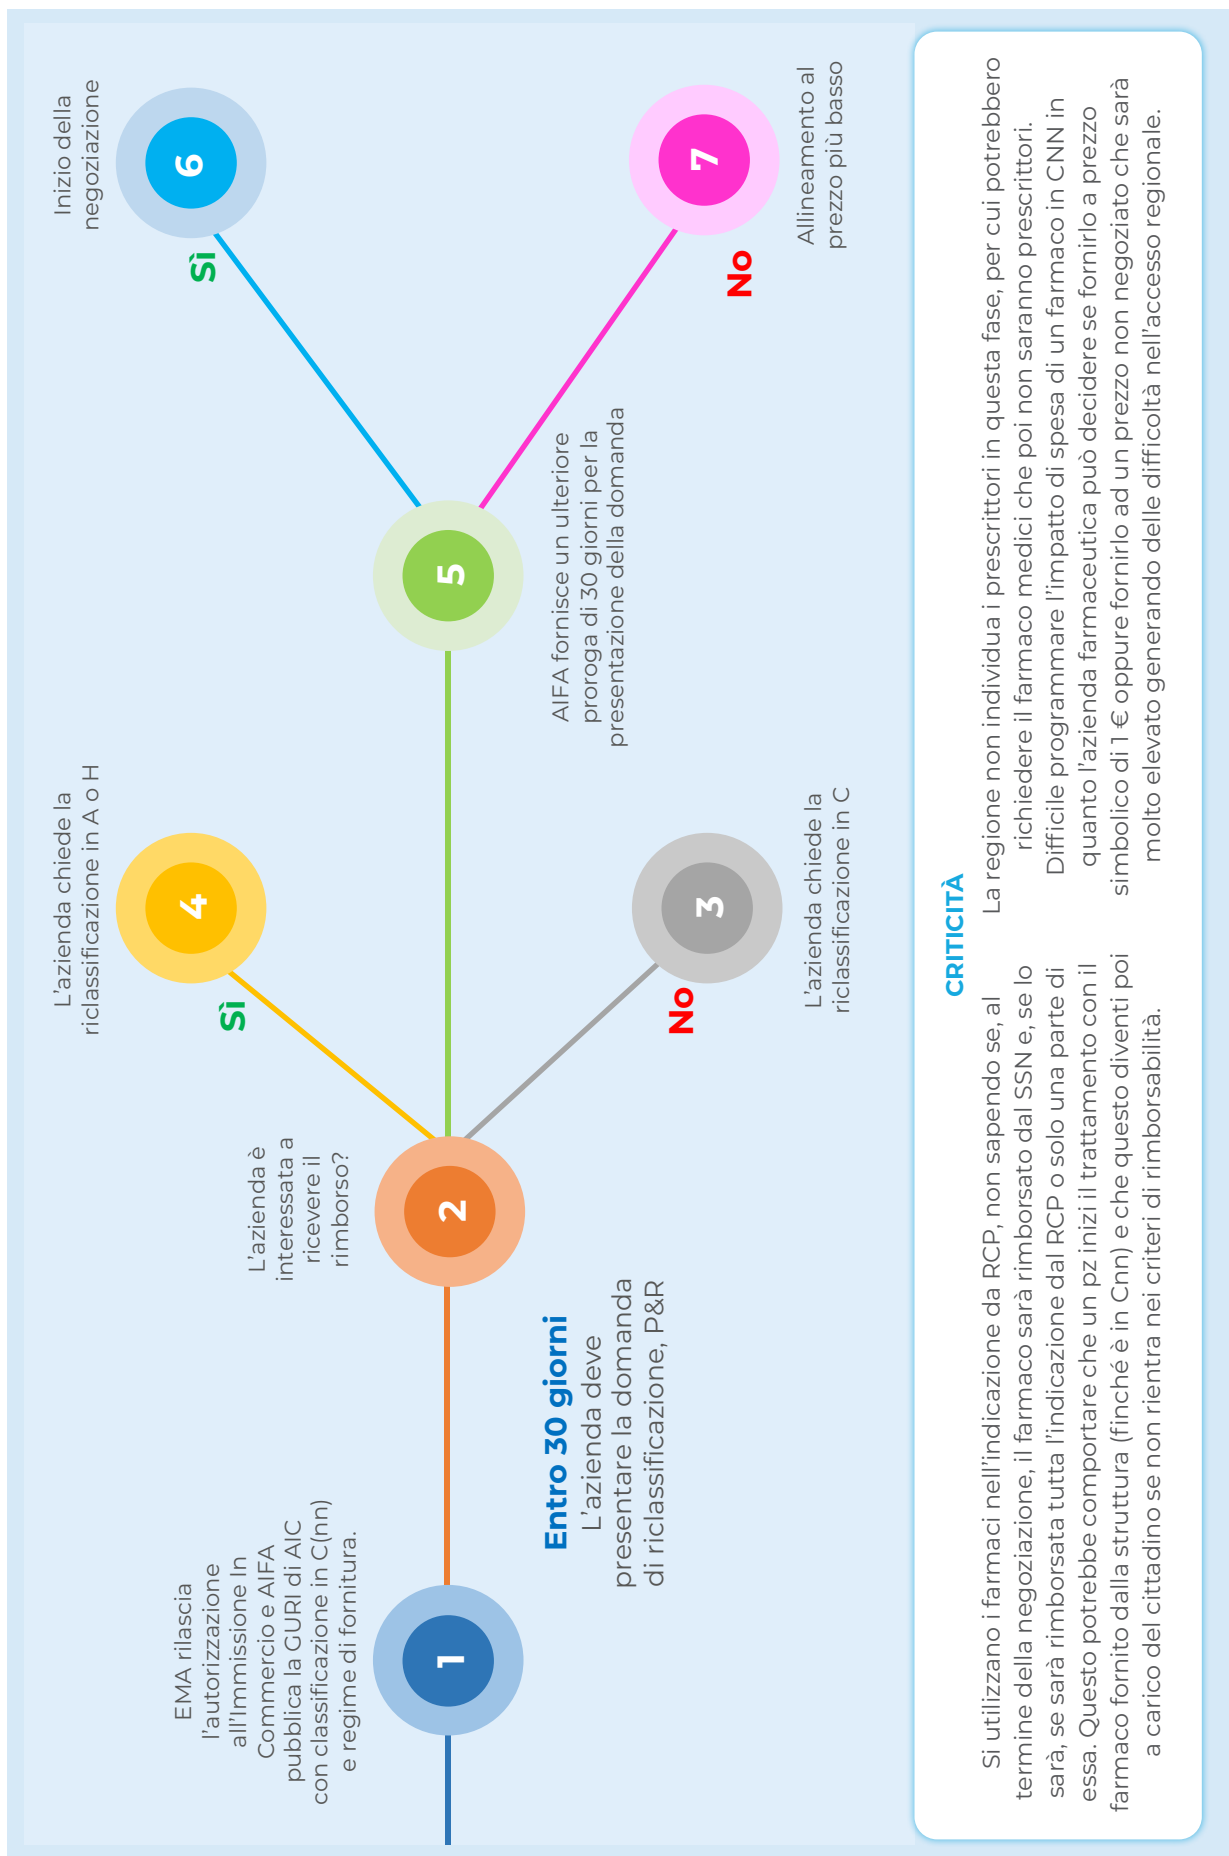 EMA rilascia
l'autorizzazione
all'Immissione In
Commercio e AIFA
pubblica la GURI di AIC
con classificazione in C(nn)
e regime di fornitura.
1
Entro 30 giorni
L'azienda deve
presentare la domanda
di riclassificazione, P&R
L'azienda è
interessata a
ricevere il
rimborso?
2
Sì
L'azienda chiede la
riclassificazione in A o H
4
No
3
L'azienda chiede la
riclassificazione in C
5
AIFA fornisce un ulteriore
proroga di 30 giorni per la
presentazione della domanda
Sì
Inizio della
negoziazione
6
No
7
Allineamento al
prezzo più basso
CRITICITÀ
Si utilizzano i farmaci nell'indicazione da RCP, non sapendo se, al
termine della negoziazione, il farmaco sarà rimborsato dal SSN e, se lo
sarà, se sarà rimborsata tutta l'indicazione dal RCP o solo una parte di
essa. Questo potrebbe comportare che un pz inizi il trattamento con il
farmaco fornito dalla struttura (finché è in Cnn) e che questo diventi poi
a carico del cittadino se non rientra nei criteri di rimborsabilità.
La regione non individua i prescrittori in questa fase, per cui potrebbero
richiedere il farmaco medici che poi non saranno prescrittori.
Difficile programmare l'impatto di spesa di un farmaco in CNN in
quanto l'azienda farmaceutica può decidere se fornirlo a prezzo
simbolico di 1 € oppure fornirlo ad un prezzo non negoziato che sarà
molto elevato generando delle difficoltà nell'accesso regionale.